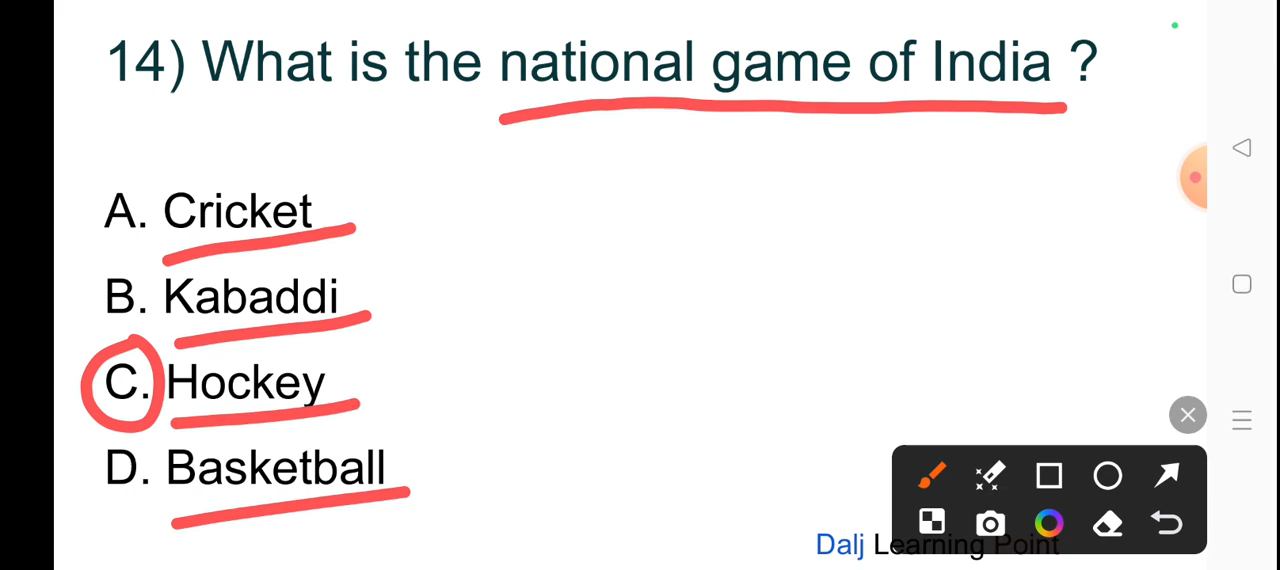 14) What is the national game of India ?
A. Cricket
B. Kabaddi
C. Hockey
D. Basketball
Dalj Learning Point